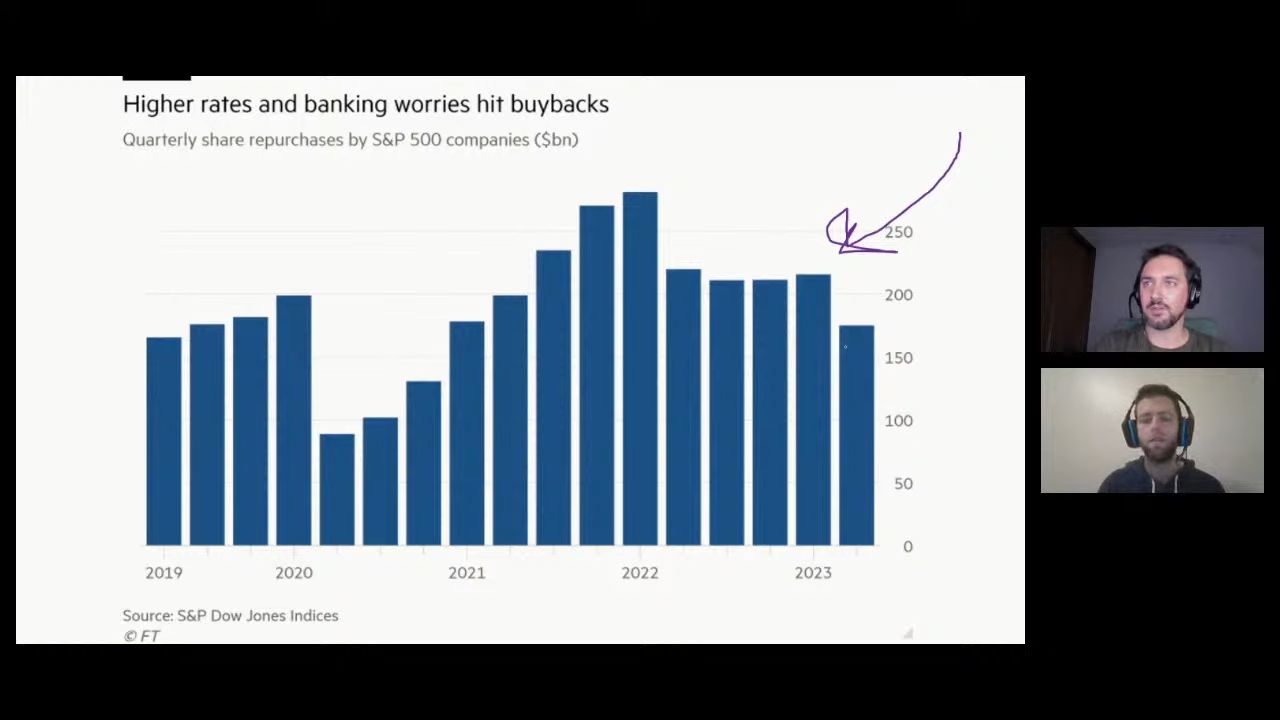 Higher rates and banking worries hit buybacks
Quarterly share repurchases by S&P 500 companies ($bn)
250
200
150
100
50
0
2019 2020 2021 2022 2023
Source: S&P Dow Jones Indices
© FT